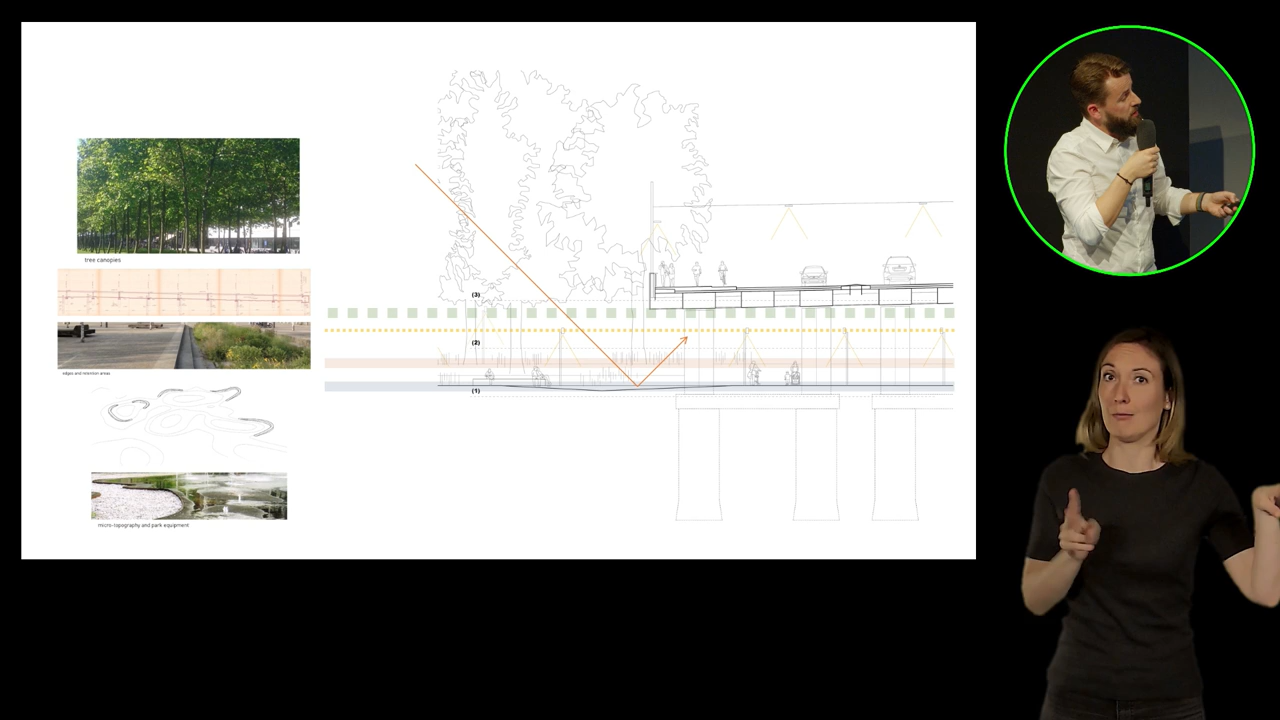 tree canopies
edges and retention areas
micro-topography and park equipment
(3)
(2)
(1)